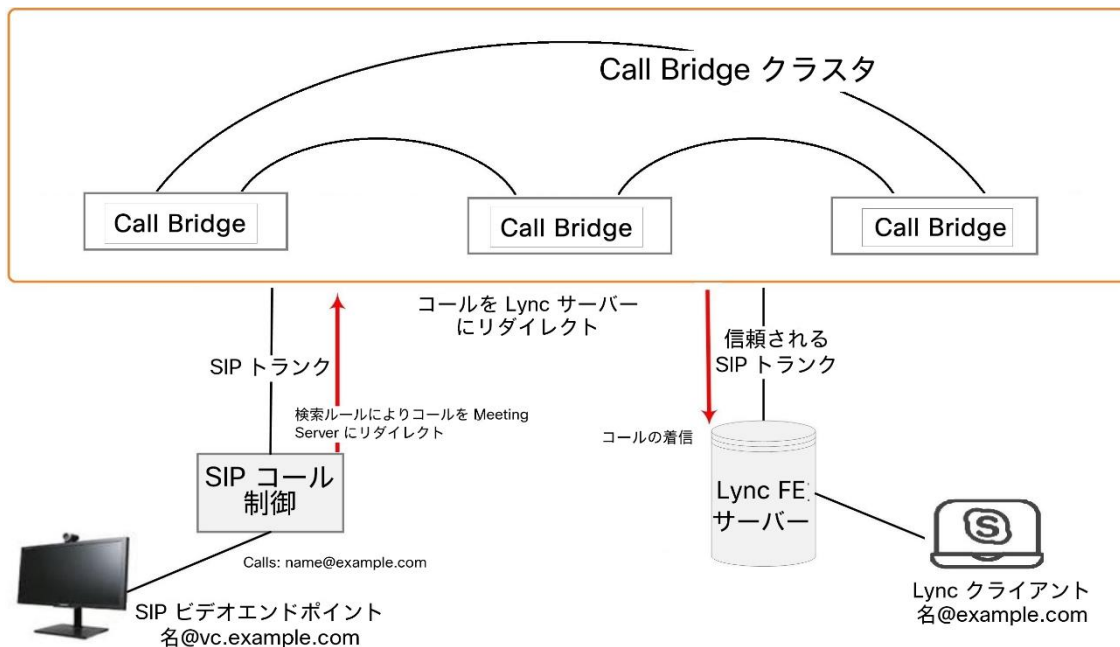 Call Bridge クラスタ
Call Bridge
Call Bridge
Call Bridge
コールを Lync サーバー
にリダイレクト
信頼される
SIP トランク
SIP トランク
検索ルールによりコールを Meeting
Server にリダイレクト
コールの着信
SIP コール
制御
Lync FE
サーバー
Calls: name@example.com
SIP ビデオエンドポイント
名@vc.example.com
Lync クライアント
名@example.com